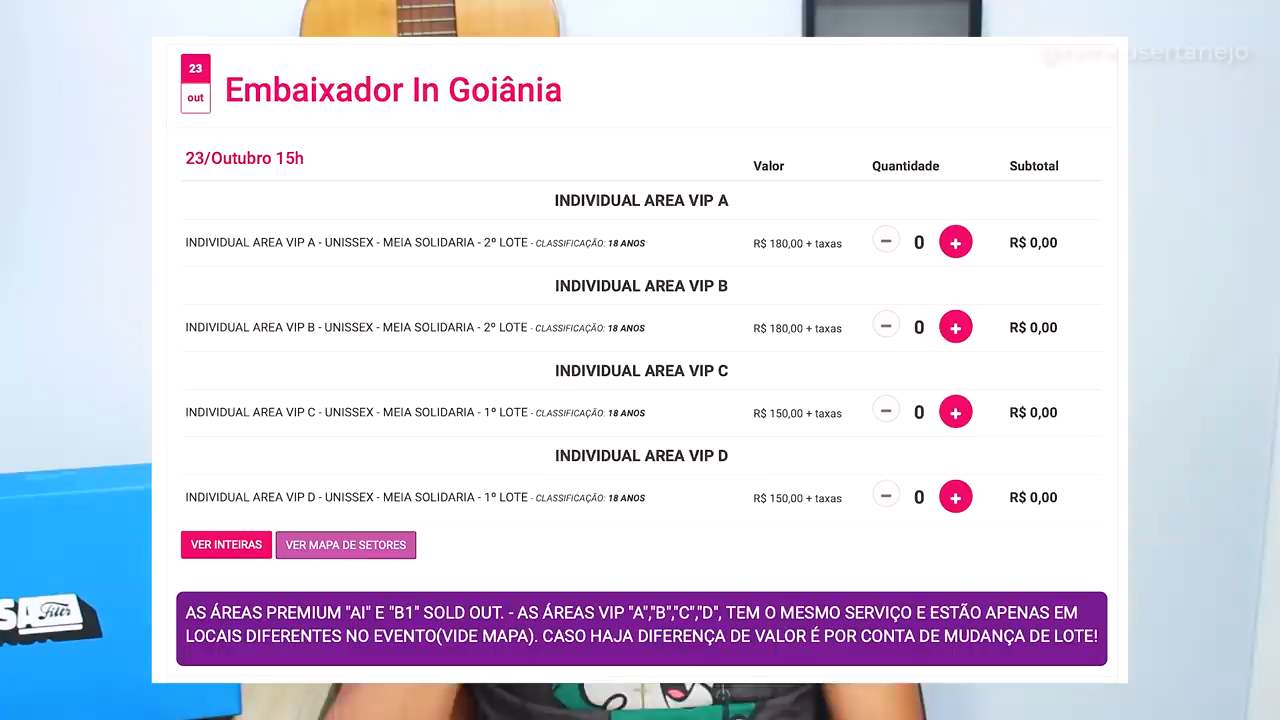 23
out
Embaixador In Goiânia
23/Outubro 15h
Valor Quantidade Subtotal
INDIVIDUAL AREA VIP A
INDIVIDUAL AREA VIP A - UNISSEX - MEIA SOLIDARIA - 2º LOTE - CLASSIFICAÇÃO: 18 ANOS R$ 180,00 + taxas − 0 + R$ 0,00
INDIVIDUAL AREA VIP B
INDIVIDUAL AREA VIP B - UNISSEX - MEIA SOLIDARIA - 2º LOTE - CLASSIFICAÇÃO: 18 ANOS R$ 180,00 + taxas − 0 + R$ 0,00
INDIVIDUAL AREA VIP C
INDIVIDUAL AREA VIP C - UNISSEX - MEIA SOLIDARIA - 1º LOTE - CLASSIFICAÇÃO: 18 ANOS R$ 150,00 + taxas − 0 + R$ 0,00
INDIVIDUAL AREA VIP D
INDIVIDUAL AREA VIP D - UNISSEX - MEIA SOLIDARIA - 1º LOTE - CLASSIFICAÇÃO: 18 ANOS R$ 150,00 + taxas − 0 + R$ 0,00
VER INTEIRAS VER MAPA DE SETORES
AS ÁREAS PREMIUM "AI" E "B1" SOLD OUT. - AS ÁREAS VIP "A","B","C","D", TEM O MESMO SERVIÇO E ESTÃO APENAS EM
LOCAIS DIFERENTES NO EVENTO(VIDE MAPA). CASO HAJA DIFERENÇA DE VALOR É POR CONTA DE MUDANÇA DE LOTE!
Filtr